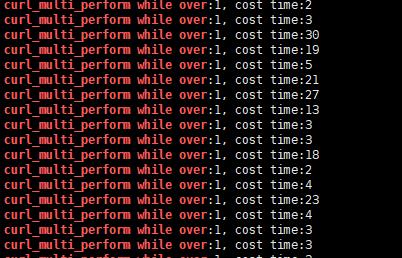 curl_multi_perform while over:1, cost time:2
curl_multi_perform while over:1, cost time:3
curl_multi_perform while over:1, cost time:30
curl_multi_perform while over:1, cost time:19
curl_multi_perform while over:1, cost time:5
curl_multi_perform while over:1, cost time:21
curl_multi_perform while over:1, cost time:27
curl_multi_perform while over:1, cost time:13
curl_multi_perform while over:1, cost time:3
curl_multi_perform while over:1, cost time:3
curl_multi_perform while over:1, cost time:18
curl_multi_perform while over:1, cost time:2
curl_multi_perform while over:1, cost time:4
curl_multi_perform while over:1, cost time:23
curl_multi_perform while over:1, cost time:4
curl_multi_perform while over:1, cost time:3
curl_multi_perform while over:1, cost time:3
curl_multi_perform while over:1, cost